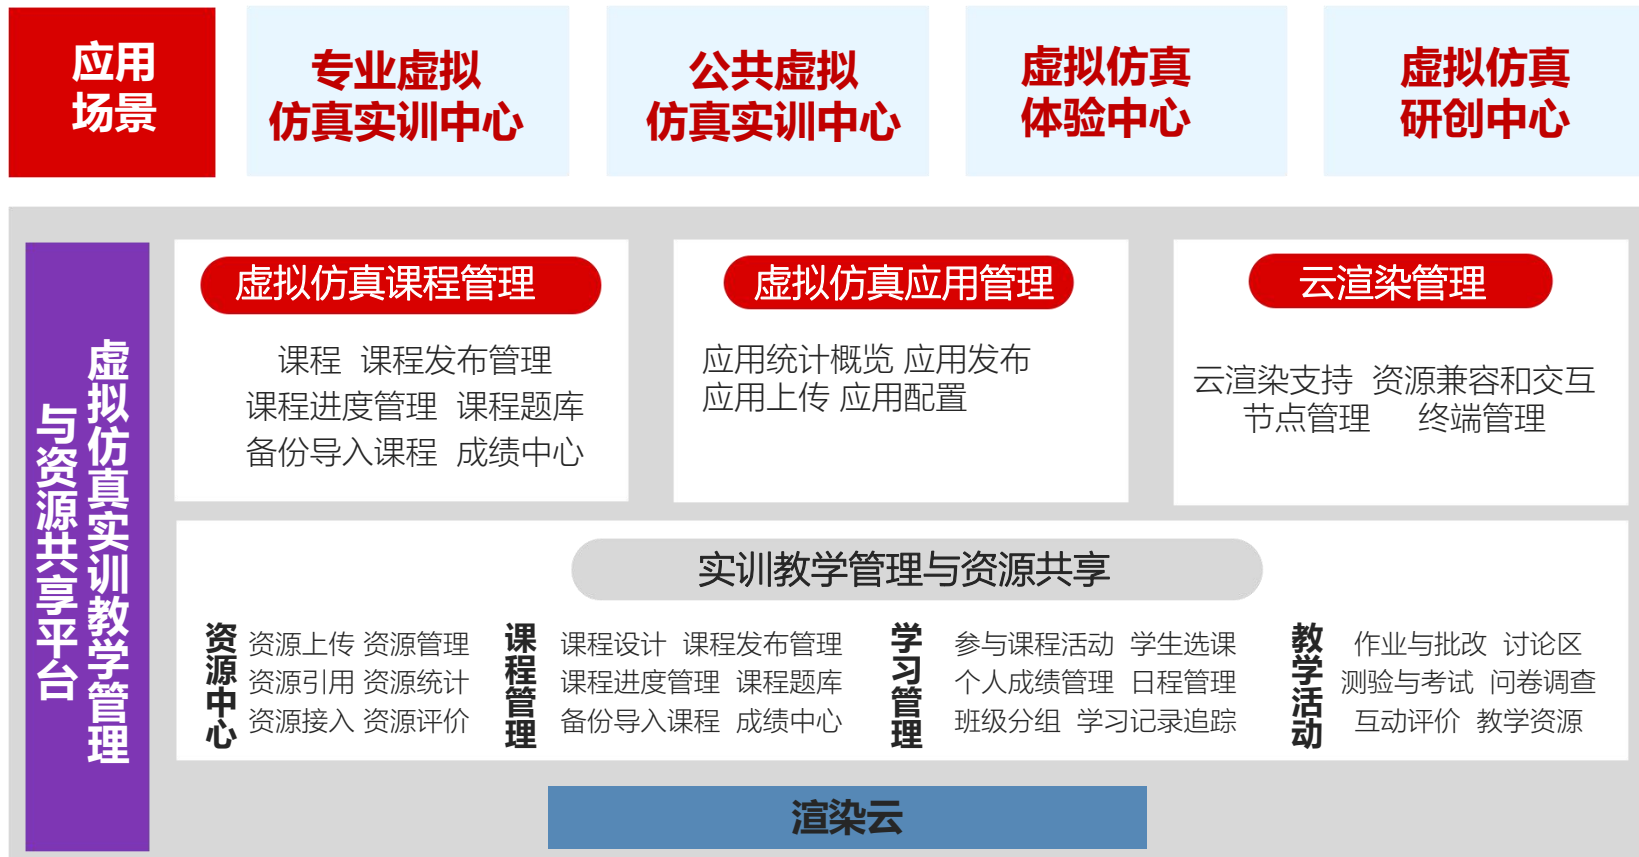 应用
场景
专业虚拟
仿真实训中心
公共虚拟
仿真实训中心
虚拟仿真
体验中心
虚拟仿真
研创中心
虚拟仿真实训教学管理
与资源共享平台
虚拟仿真课程管理
课程 课程发布管理
课程进度管理 课程题库
备份导入课程 成绩中心
虚拟仿真应用管理
应用统计概览 应用发布
应用上传 应用配置
云渲染管理
云渲染支持 资源兼容和交互
节点管理 终端管理
实训教学管理与资源共享
资源中心
资源上传 资源管理
资源引用 资源统计
资源接入 资源评价
课程管理
课程设计 课程发布管理
课程进度管理 课程题库
备份导入课程 成绩中心
学习管理
参与课程活动 学生选课
个人成绩管理 日程管理
班级分组 学习记录追踪
教学活动
作业与批改 讨论区
测验与考试 问卷调查
互动评价 教学资源
渲染云